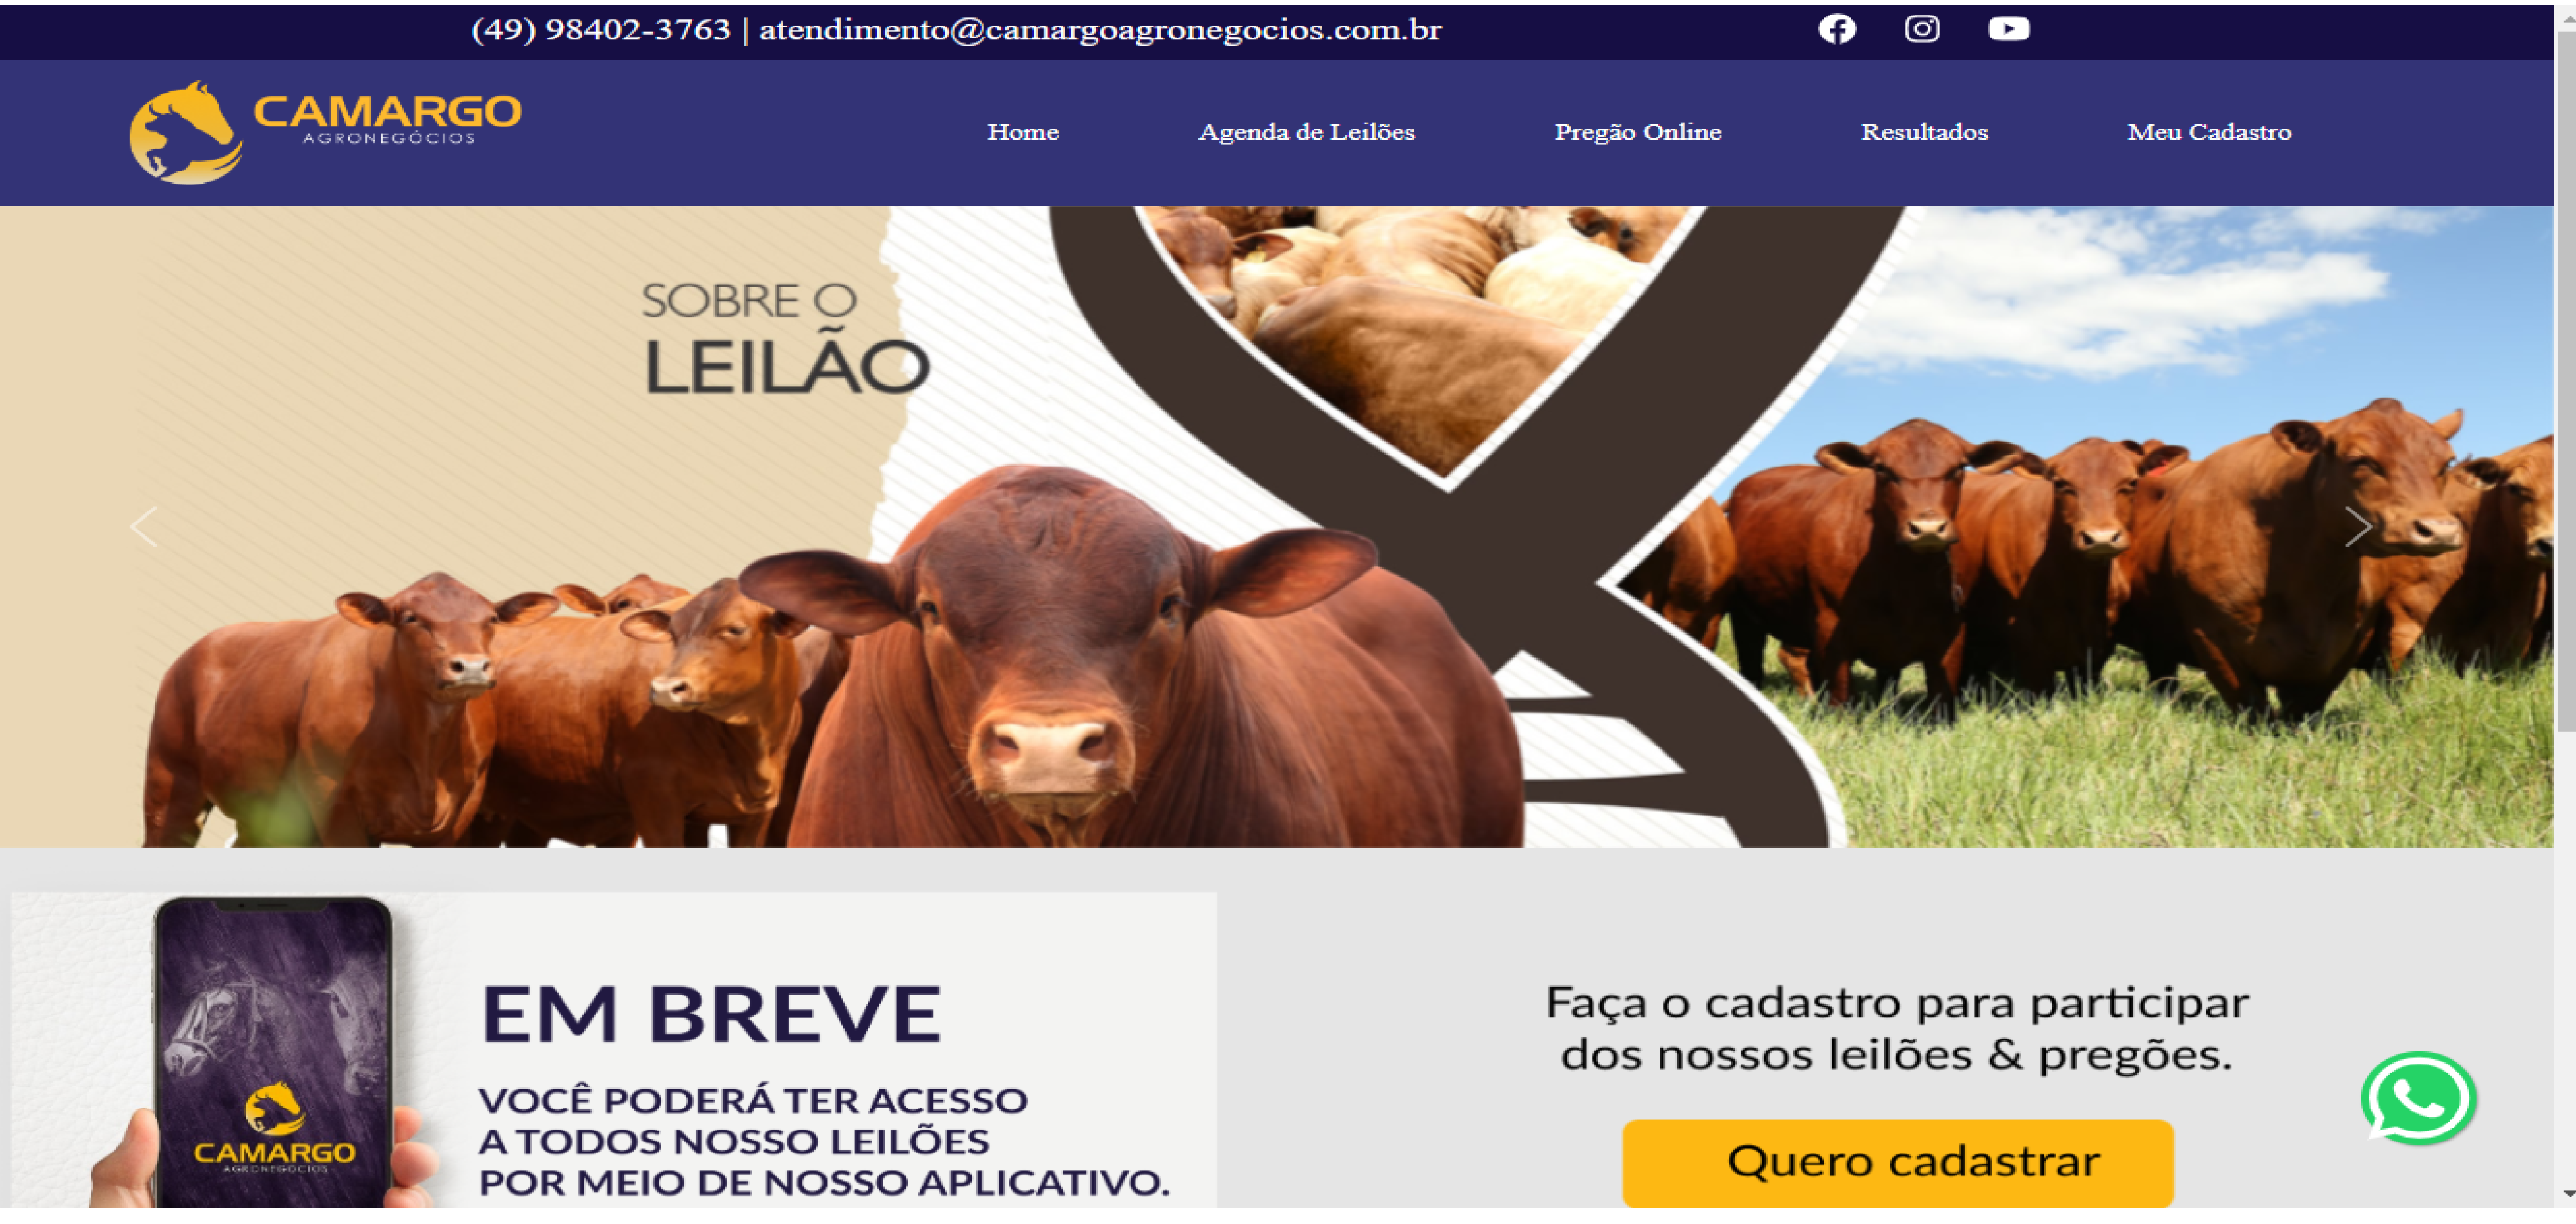 (49) 98402-3763 | atendimento@camargoagronegocios.com.br
CAMARGO
AGRONEGÓCIOS
Home
Agenda de Leilões
Pregão Online
Resultados
Meu Cadastro
SOBRE O
LEILÃO
EM BREVE
VOCÊ PODERÁ TER ACESSO
A TODOS NOSSO LEILÕES
POR MEIO DE NOSSO APLICATIVO.
CAMARGO
AGRONEGÓCIOS
Faça o cadastro para participar
dos nossos leilões & pregões.
Quero cadastrar